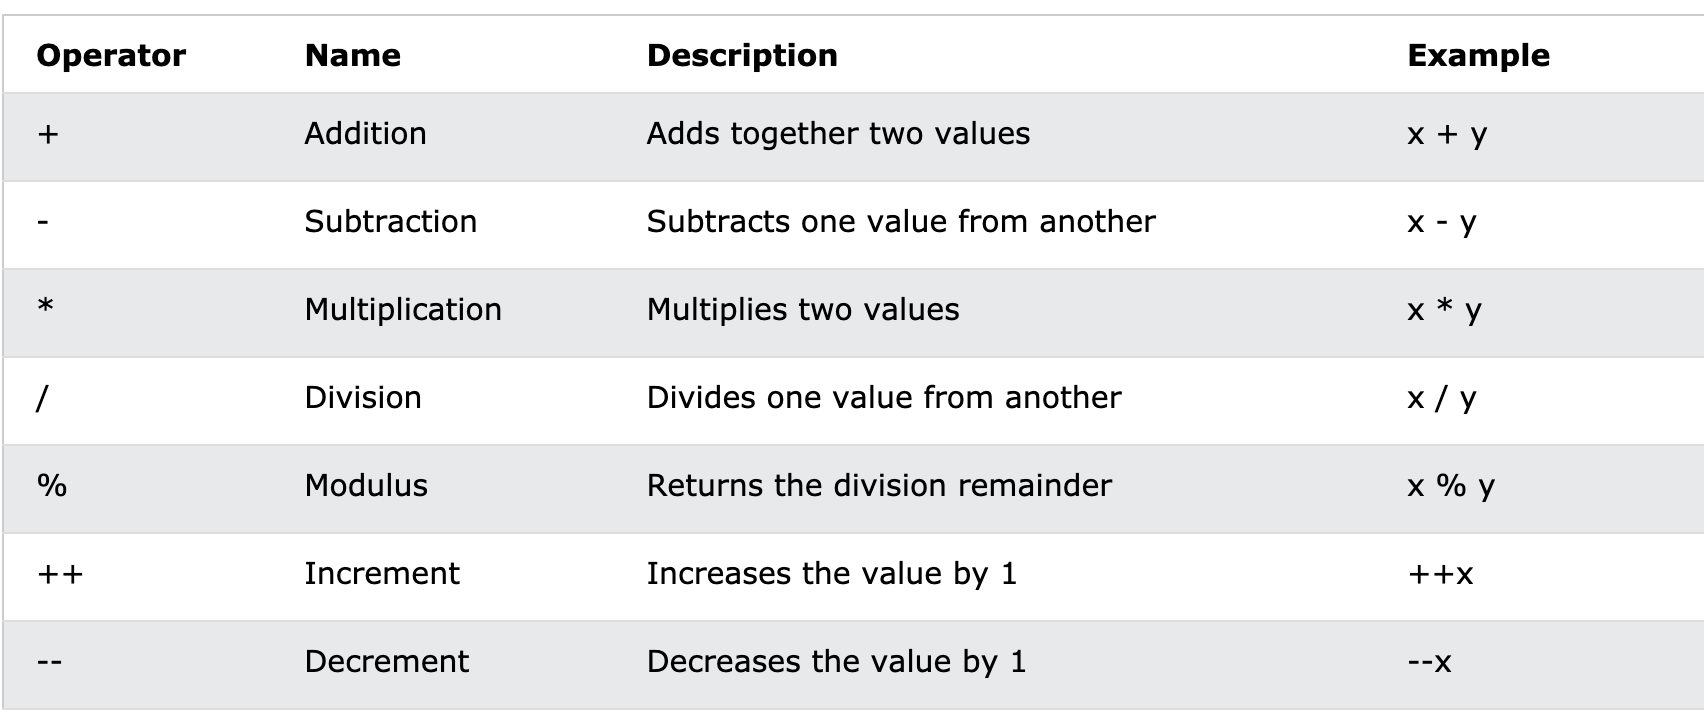 Operator Name Description Example
+ Addition Adds together two values x + y
- Subtraction Subtracts one value from another x - y
* Multiplication Multiplies two values x * y
/ Division Divides one value from another x / y
% Modulus Returns the division remainder x % y
++ Increment Increases the value by 1 ++x
-- Decrement Decreases the value by 1 --x